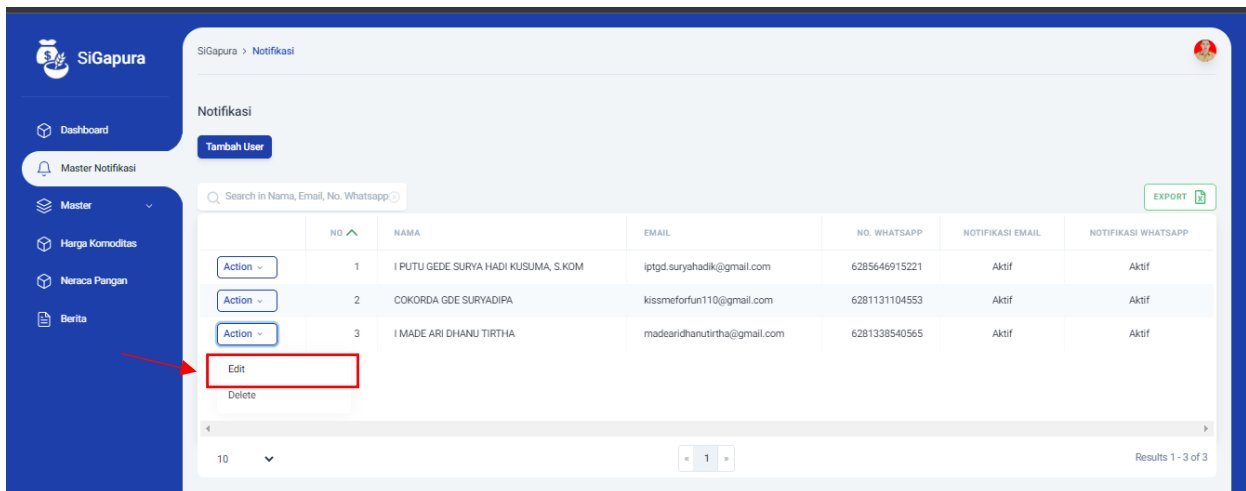 SiGapura
SiGapura > Notifikasi
Dashboard
Master Notifikasi
Master
Harga Komoditas
Neraca Pangan
Berita
Notifikasi
Tambah User
Search in Nama, Email, No. Whatsapp
EXPORT
NO NAMA EMAIL NO. WHATSAPP NOTIFIKASI EMAIL NOTIFIKASI WHATSAPP
Action 1 I PUTU GEDE SURYA HADI KUSUMA, S.KOM iptgd.suryahadik@gmail.com 6285646915221 Aktif Aktif
Action 2 COKORDA GDE SURYADIPA kissmeforfun110@gmail.com 6281131104553 Aktif Aktif
Action 3 I MADE ARI DHANU TIRTHA madearidhanutirtha@gmail.com 6281338540565 Aktif Aktif
Edit
Delete
10 « 1 » Results 1 - 3 of 3